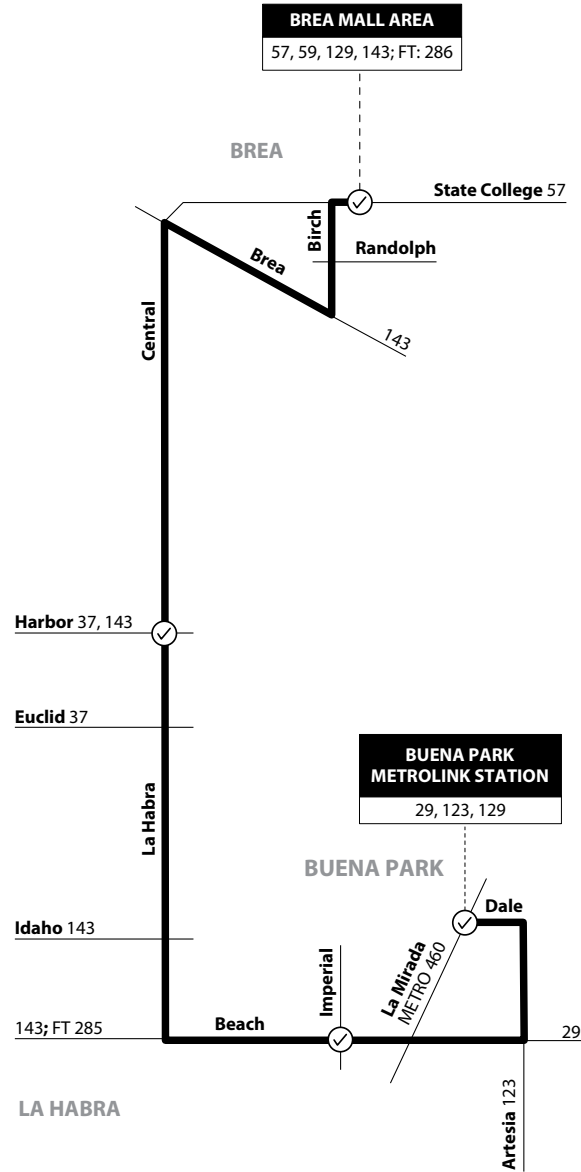 BREA MALL AREA
57, 59, 129, 143; FT: 286
BREA
State College 57
Birch
Randolph
Brea
143
Central
Harbor 37, 143
Euclid 37
La Habra
BUENA PARK
METROLINK STATION
29, 123, 129
BUENA PARK
Dale
Idaho 143
La Mirada
METRO 460
Imperial
143; FT 285
Beach
29
LA HABRA
Artesia 123